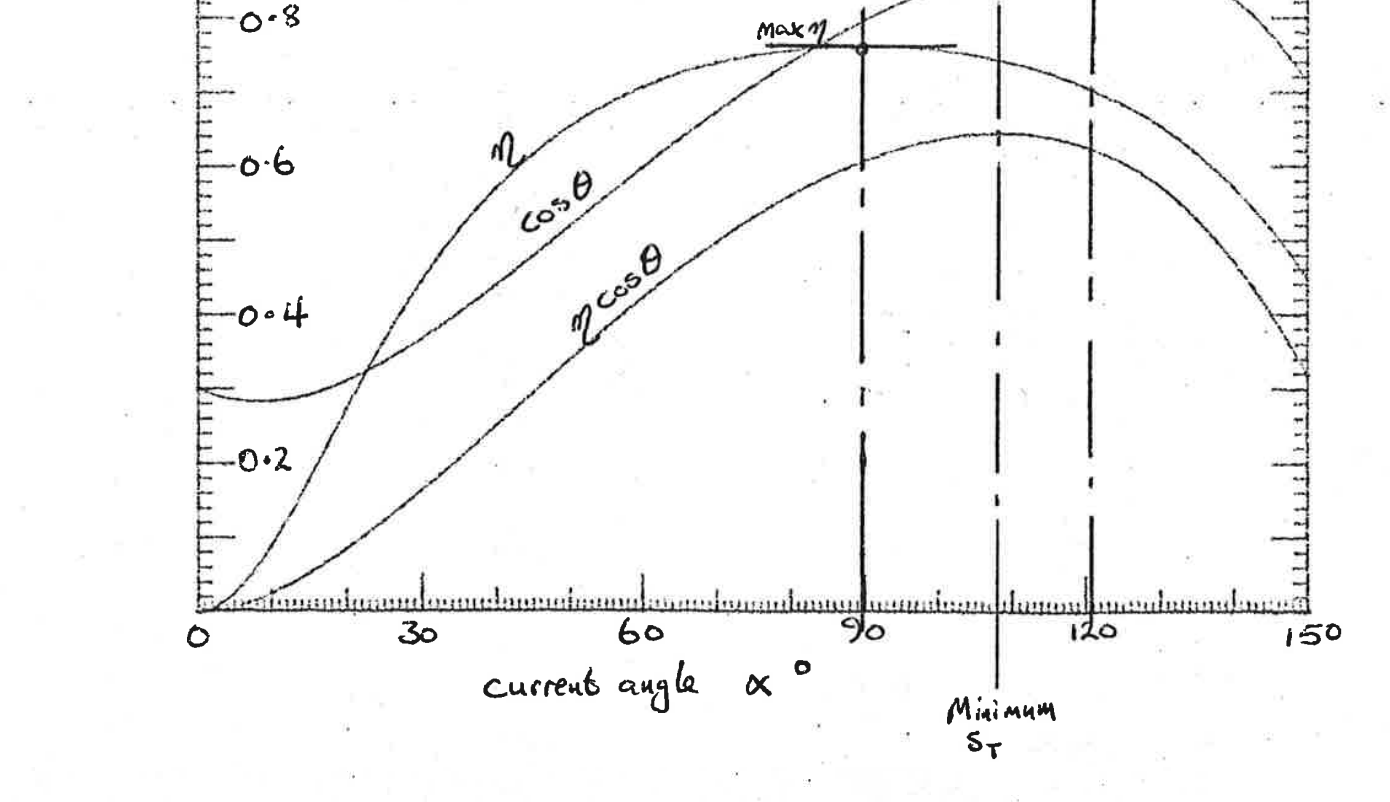 0.8
max η
η
0.6
cos θ
η cos θ
0.4
0.2
0 30 60 90 120 150
current angle α °
Minimum
S_T